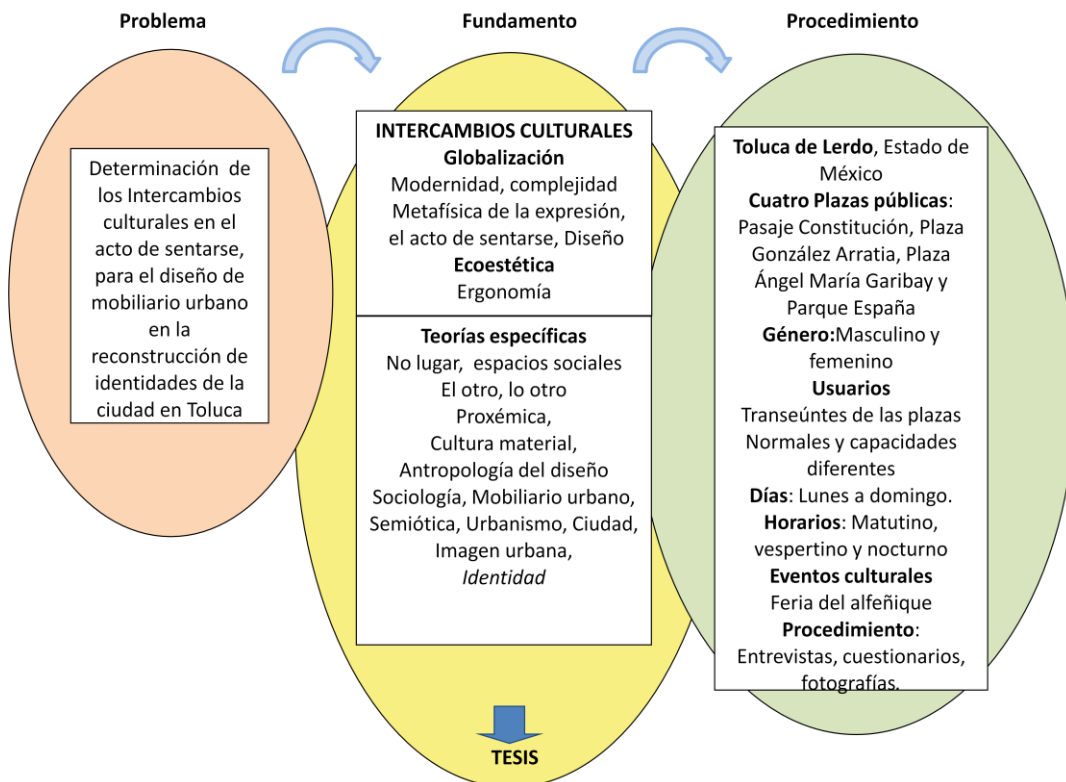 Problema
Fundamento
Procedimiento
Determinación de
los Intercambios
culturales en el
acto de sentarse,
para el diseño de
mobiliario urbano
en la
reconstrucción de
identidades de la
ciudad en Toluca
INTERCAMBIOS CULTURALES
Globalización
Modernidad, complejidad
Metafísica de la expresión,
el acto de sentarse, Diseño
Ecoestética
Ergonomía
Teorías específicas
No lugar, espacios sociales
El otro, lo otro
Proxémica,
Cultura material,
Antropología del diseño
Sociología, Mobiliario urbano,
Semiótica, Urbanismo, Ciudad,
Imagen urbana,
Identidad
TESIS
Toluca de Lerdo, Estado de
México
Cuatro Plazas públicas:
Pasaje Constitución, Plaza
González Arratia, Plaza
Ángel María Garibay y
Parque España
Género:Masculino y
femenino
Usuarios
Transeúntes de las plazas
Normales y capacidades
diferentes
Días: Lunes a domingo.
Horarios: Matutino,
vespertino y nocturno
Eventos culturales
Feria del alfeñique
Procedimiento:
Entrevistas, cuestionarios,
fotografías.